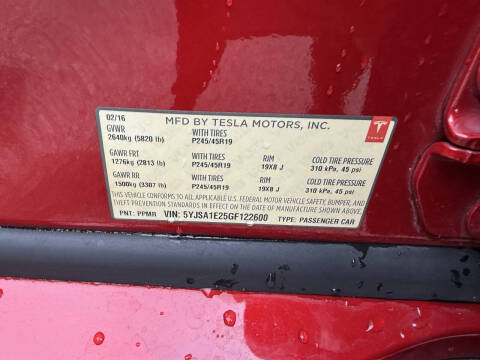 02/16 MFD BY TESLA MOTORS, INC.
GVWR WITH TIRES
2640kg (5820 lb) P245/45R19
GAWR FRT WITH TIRES RIM COLD TIRE PRESSURE
1276kg (2813 lb) P245/45R19 19X8 J 310 kPa, 45 psi
GAWR RR WITH TIRES RIM COLD TIRE PRESSURE
1500kg (3307 lb) P245/45R19 19X8 J 310 kPa, 45 psi
THIS VEHICLE CONFORMS TO ALL APPLICABLE U.S. FEDERAL MOTOR VEHICLE SAFETY, BUMPER, AND
THEFT PREVENTION STANDARDS IN EFFECT ON THE DATE OF MANUFACTURE SHOWN ABOVE
PNT: PPMR VIN: 5YJSA1E25GF122600 TYPE: PASSENGER CAR